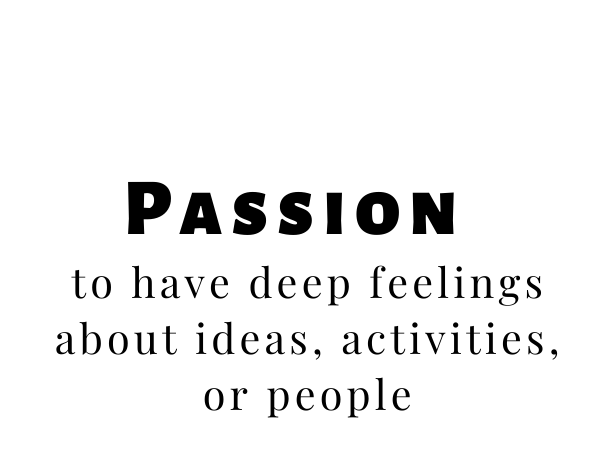 Passion
to have deep feelings
about ideas, activities,
or people